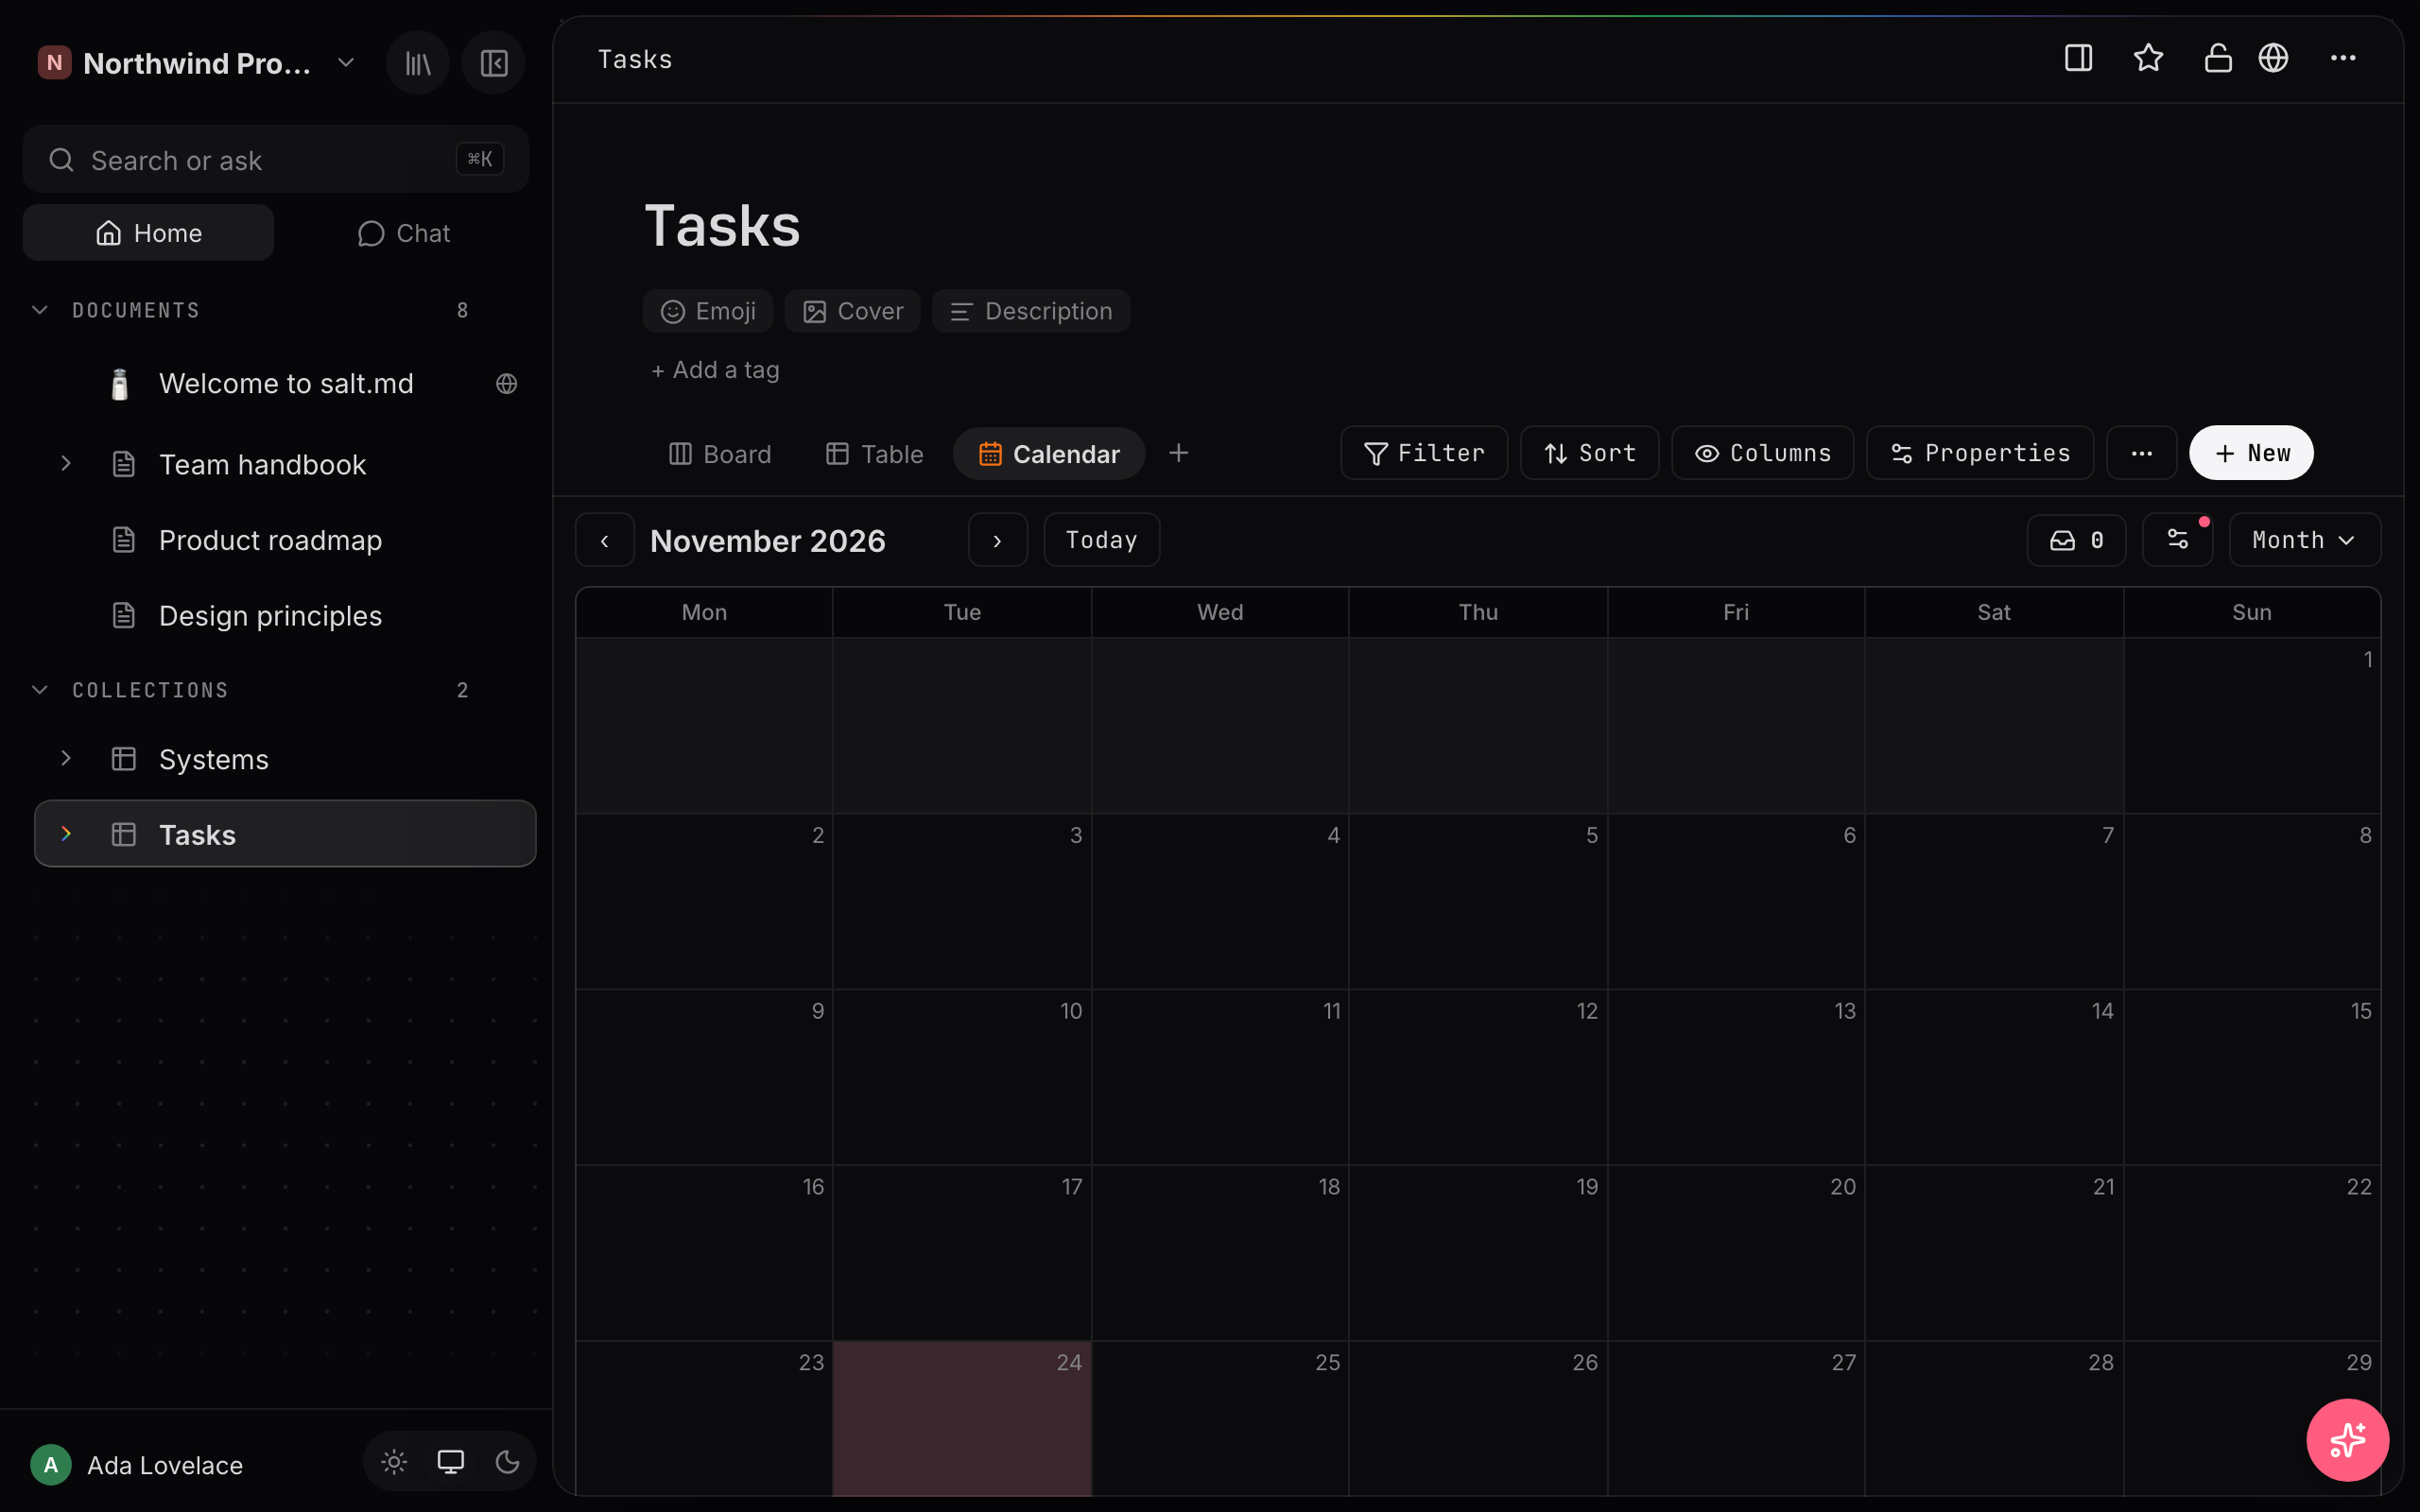 N Northwind Pro...
Search or ask ⌘K
Home Chat
DOCUMENTS 8
Welcome to salt.md
Team handbook
Product roadmap
Design principles
COLLECTIONS 2
Systems
Tasks
A Ada Lovelace
Tasks
Tasks
Emoji Cover Description
+ Add a tag
Board Table Calendar + Filter Sort Columns Properties ... + New
‹ November 2026 › Today 0 Month
Mon Tue Wed Thu Fri Sat Sun
1
2 3 4 5 6 7 8
9 10 11 12 13 14 15
16 17 18 19 20 21 22
23 24 25 26 27 28 29